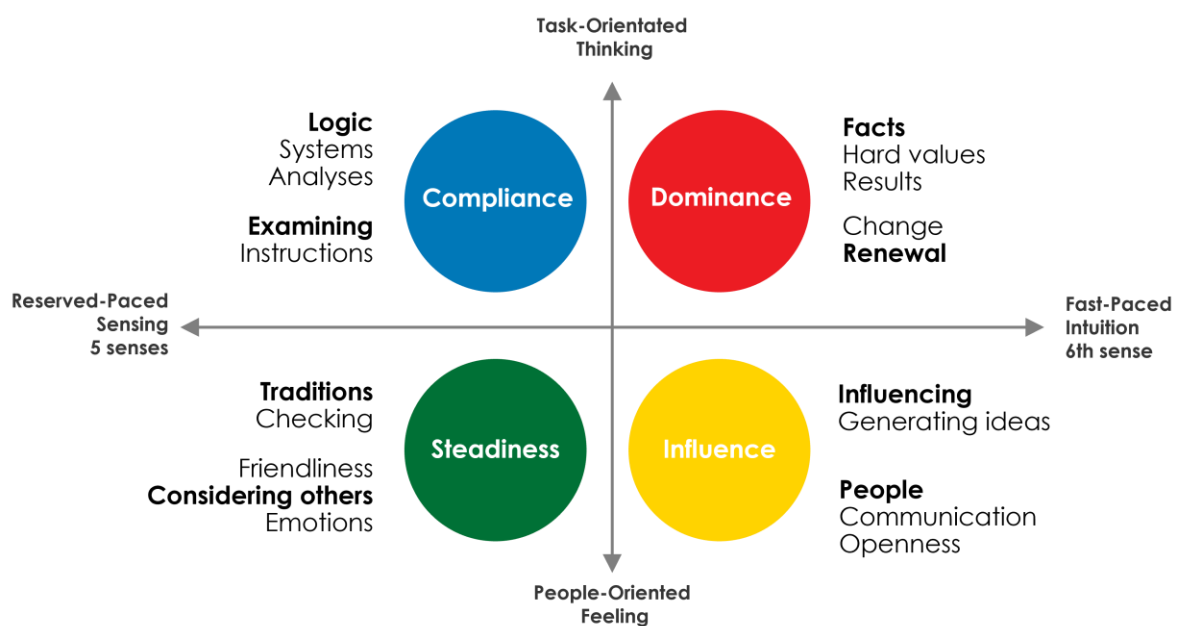 Task-Orientated
Thinking
Logic
Systems
Analyses
Examining
Instructions
Compliance
Dominance
Facts
Hard values
Results
Change
Renewal
Reserved-Paced
Sensing
5 senses
Fast-Paced
Intuition
6th sense
Traditions
Checking
Friendliness
Considering others
Emotions
Steadiness
Influence
Influencing
Generating ideas
People
Communication
Openness
People-Oriented
Feeling